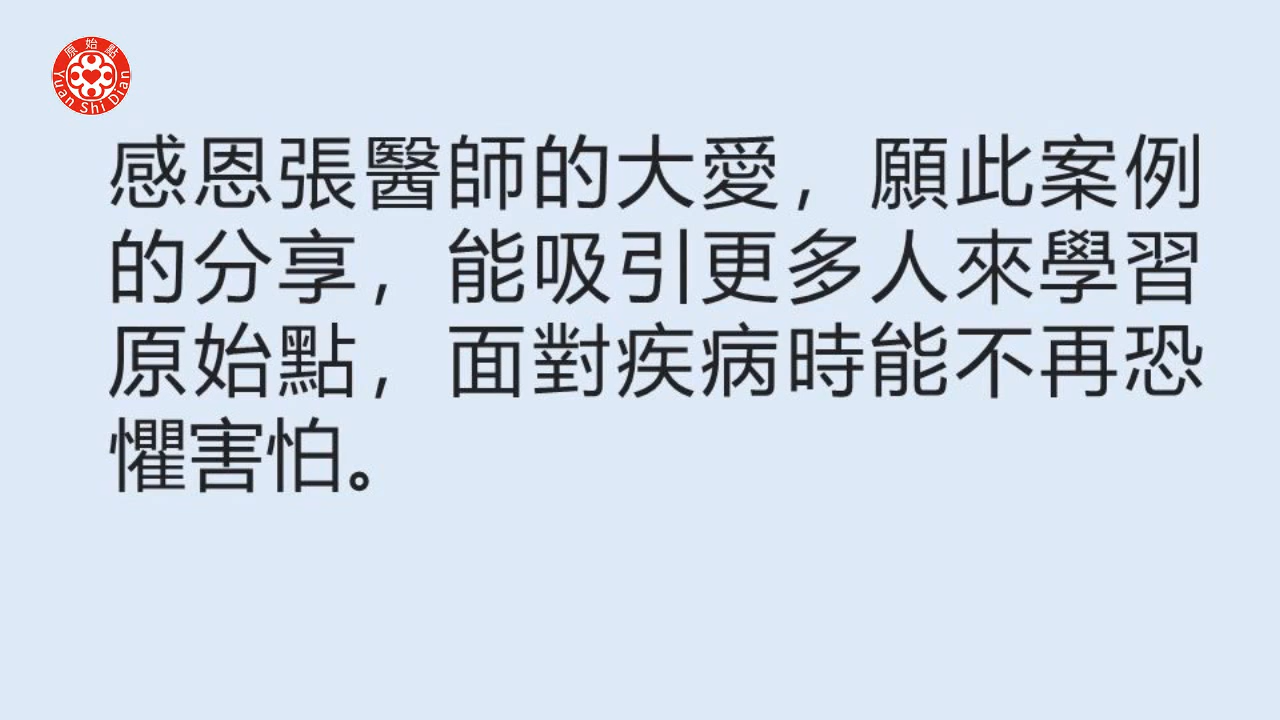 原始點
Yuan Shi Dian
感恩張醫師的大愛，願此案例
的分享，能吸引更多人來學習
原始點，面對疾病時能不再恐
懼害怕。